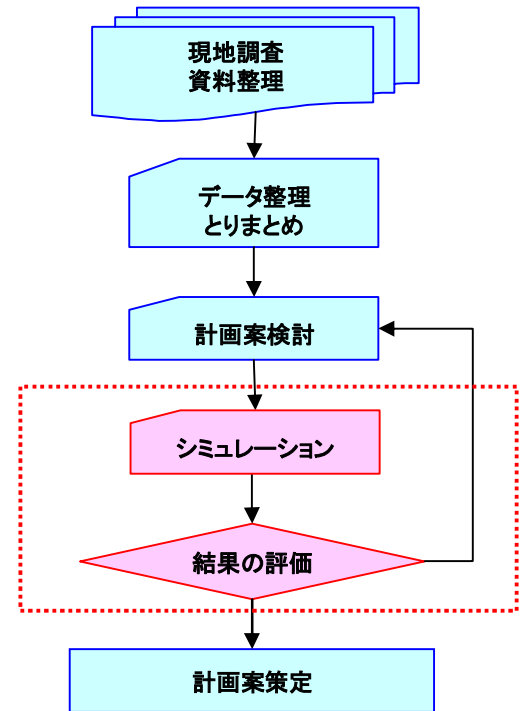 現地調査
資料整理
データ整理
とりまとめ
計画案検討
シミュレーション
結果の評価
計画案策定